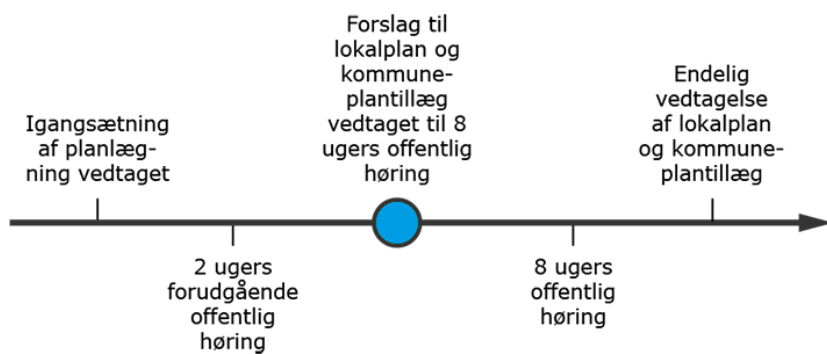 Igangsætning
af planlæg-
ning vedtaget
2 ugers
forudgående
offentlig
høring
Forslag til
lokalplan og
kommune-
plantillæg
vedtaget til 8
ugers offentlig
høring
8 ugers
offentlig
høring
Endelig
vedtagelse
af lokalplan
og kommune-
plantillæg